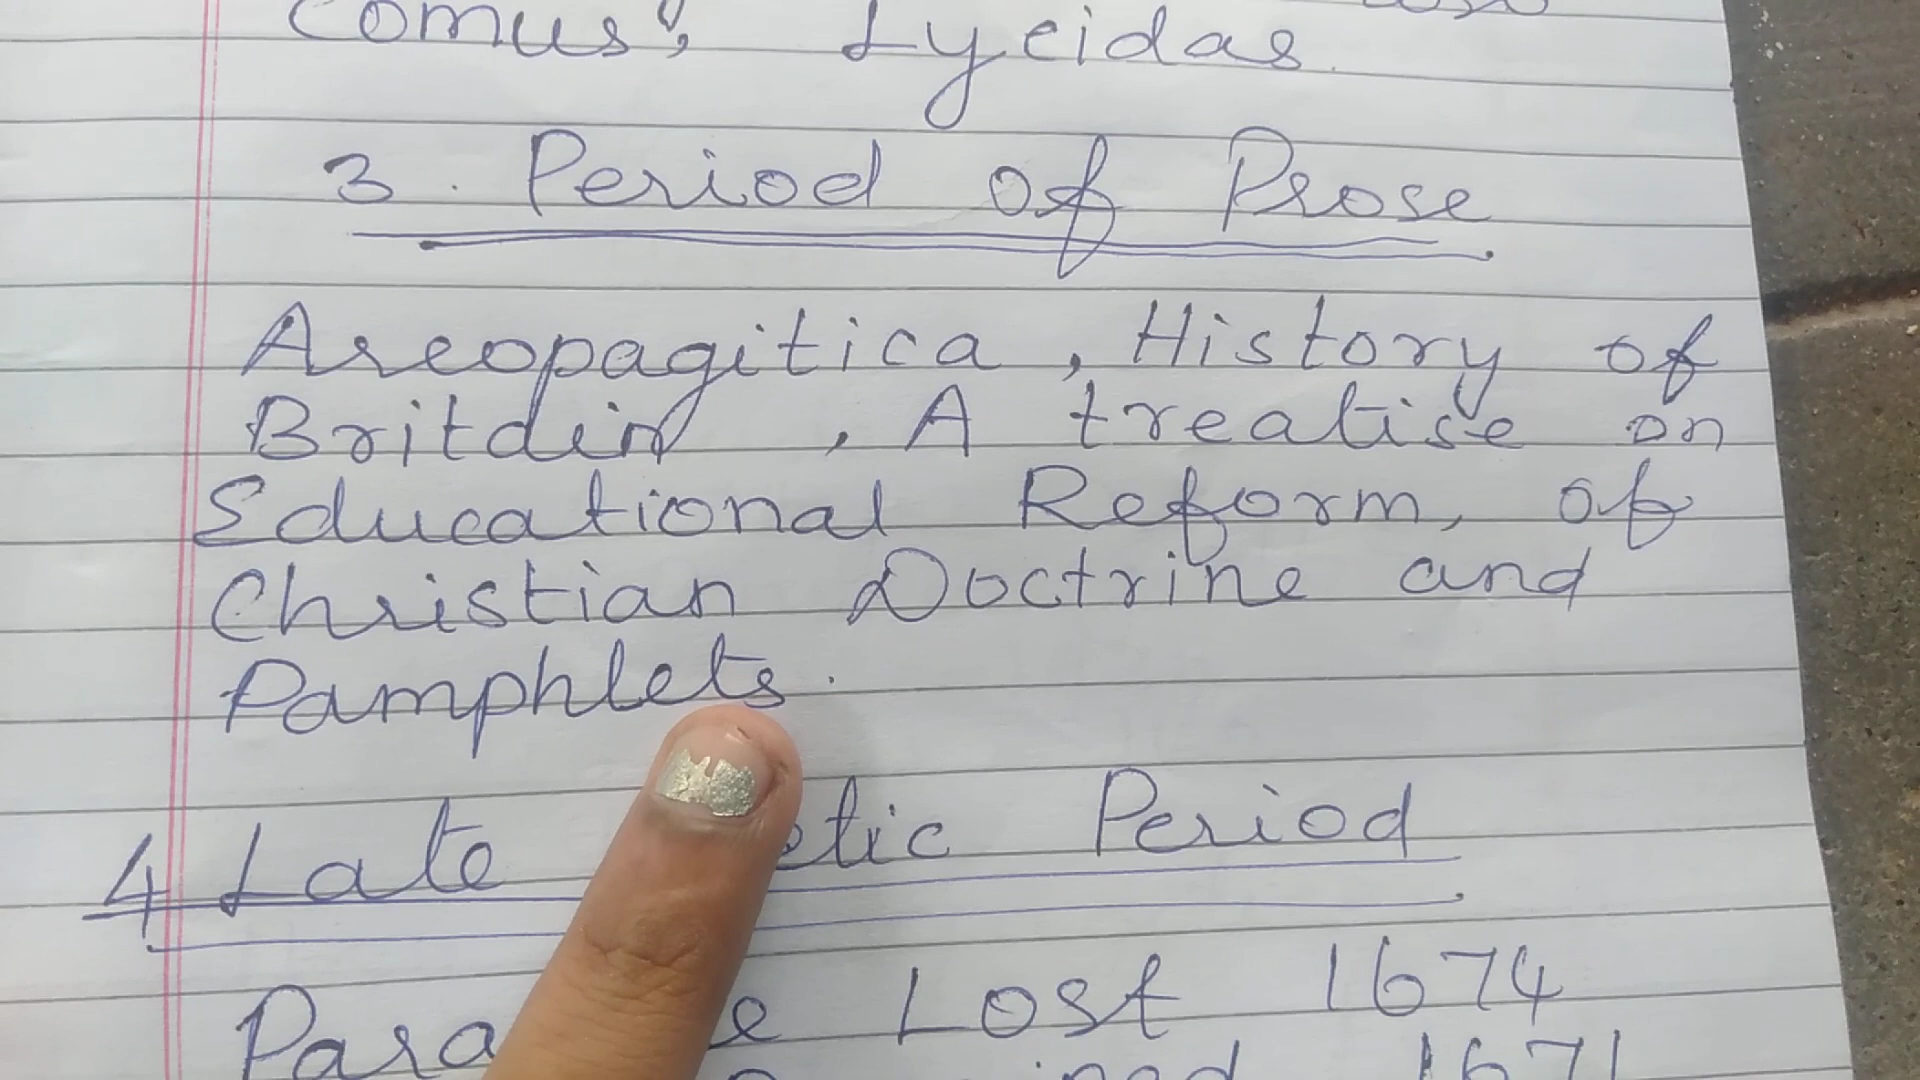 Comus", Lycidas.
3. Period of Prose
Areopagitica, History of
Britain, A treatise on
Educational Reform, of
Christian Doctrine and
Pamphlets.
4 Late Period
Lost 1674
1671